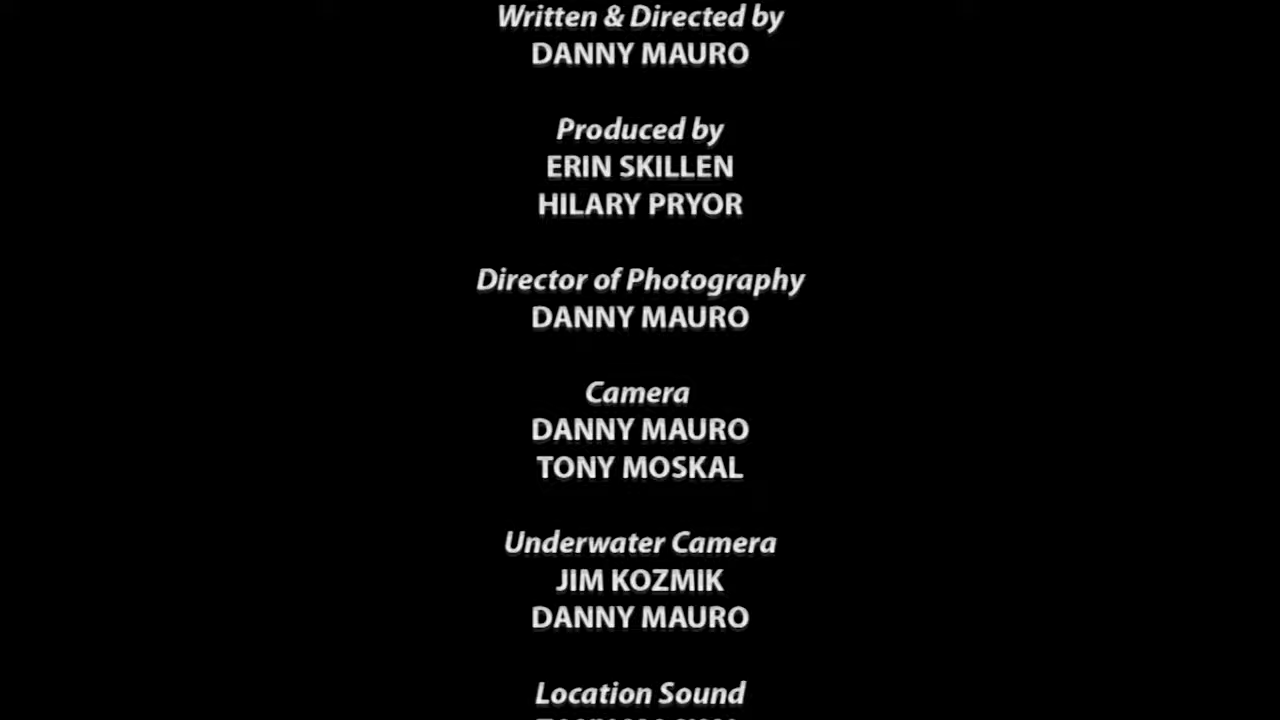 Written & Directed by
DANNY MAURO
Produced by
ERIN SKILLEN
HILARY PRYOR
Director of Photography
DANNY MAURO
Camera
DANNY MAURO
TONY MOSKAL
Underwater Camera
JIM KOZMIK
DANNY MAURO
Location Sound